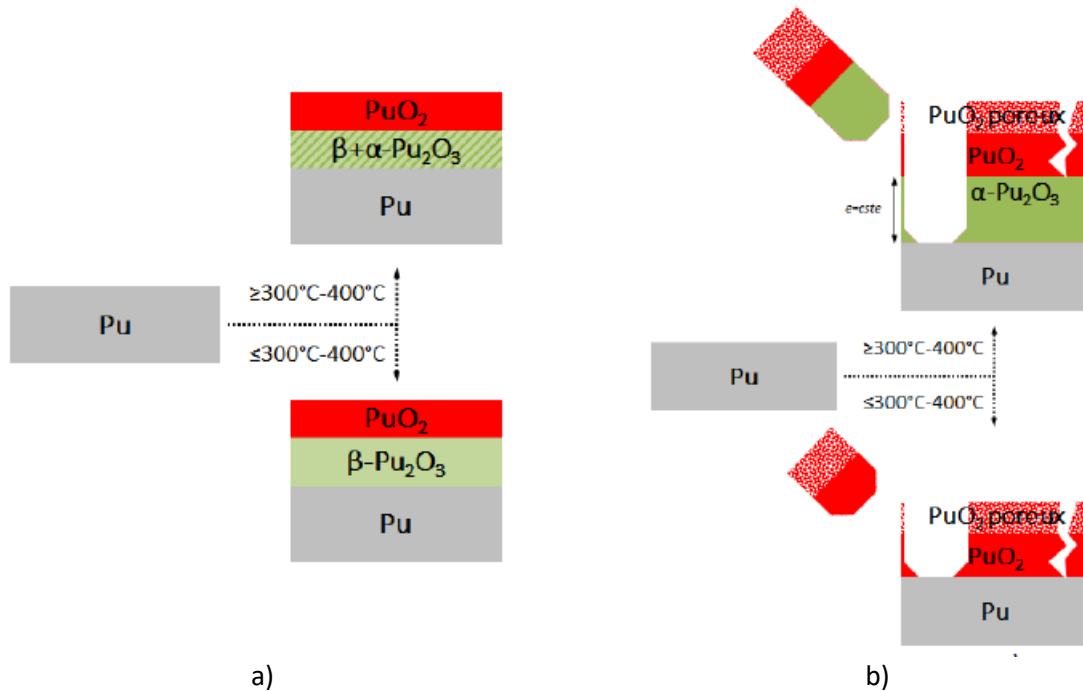 PuO₂
β+α-Pu₂O₃
Pu
Pu
≥300°C-400°C
≤300°C-400°C
PuO₂
β-Pu₂O₃
Pu
a)
PuO₂ poreux
PuO₂
α-Pu₂O₃
e=cste
Pu
Pu
≥300°C-400°C
≤300°C-400°C
PuO₂ poreux
PuO₂
Pu
b)